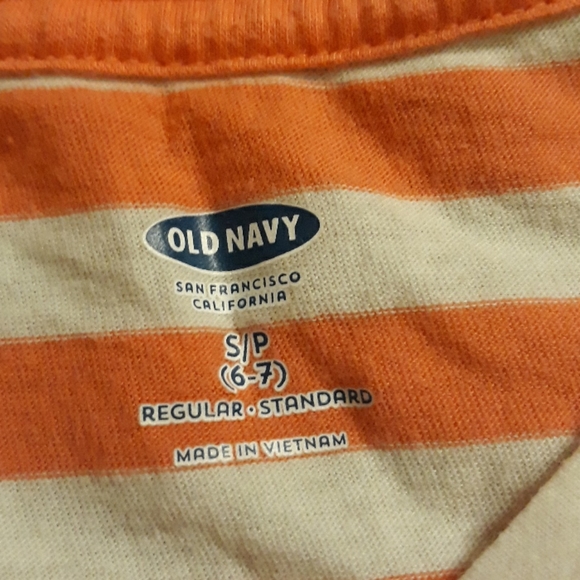 OLD NAVY
SAN FRANCISCO
CALIFORNIA
S/P
(6-7)
REGULAR • STANDARD
MADE IN VIETNAM